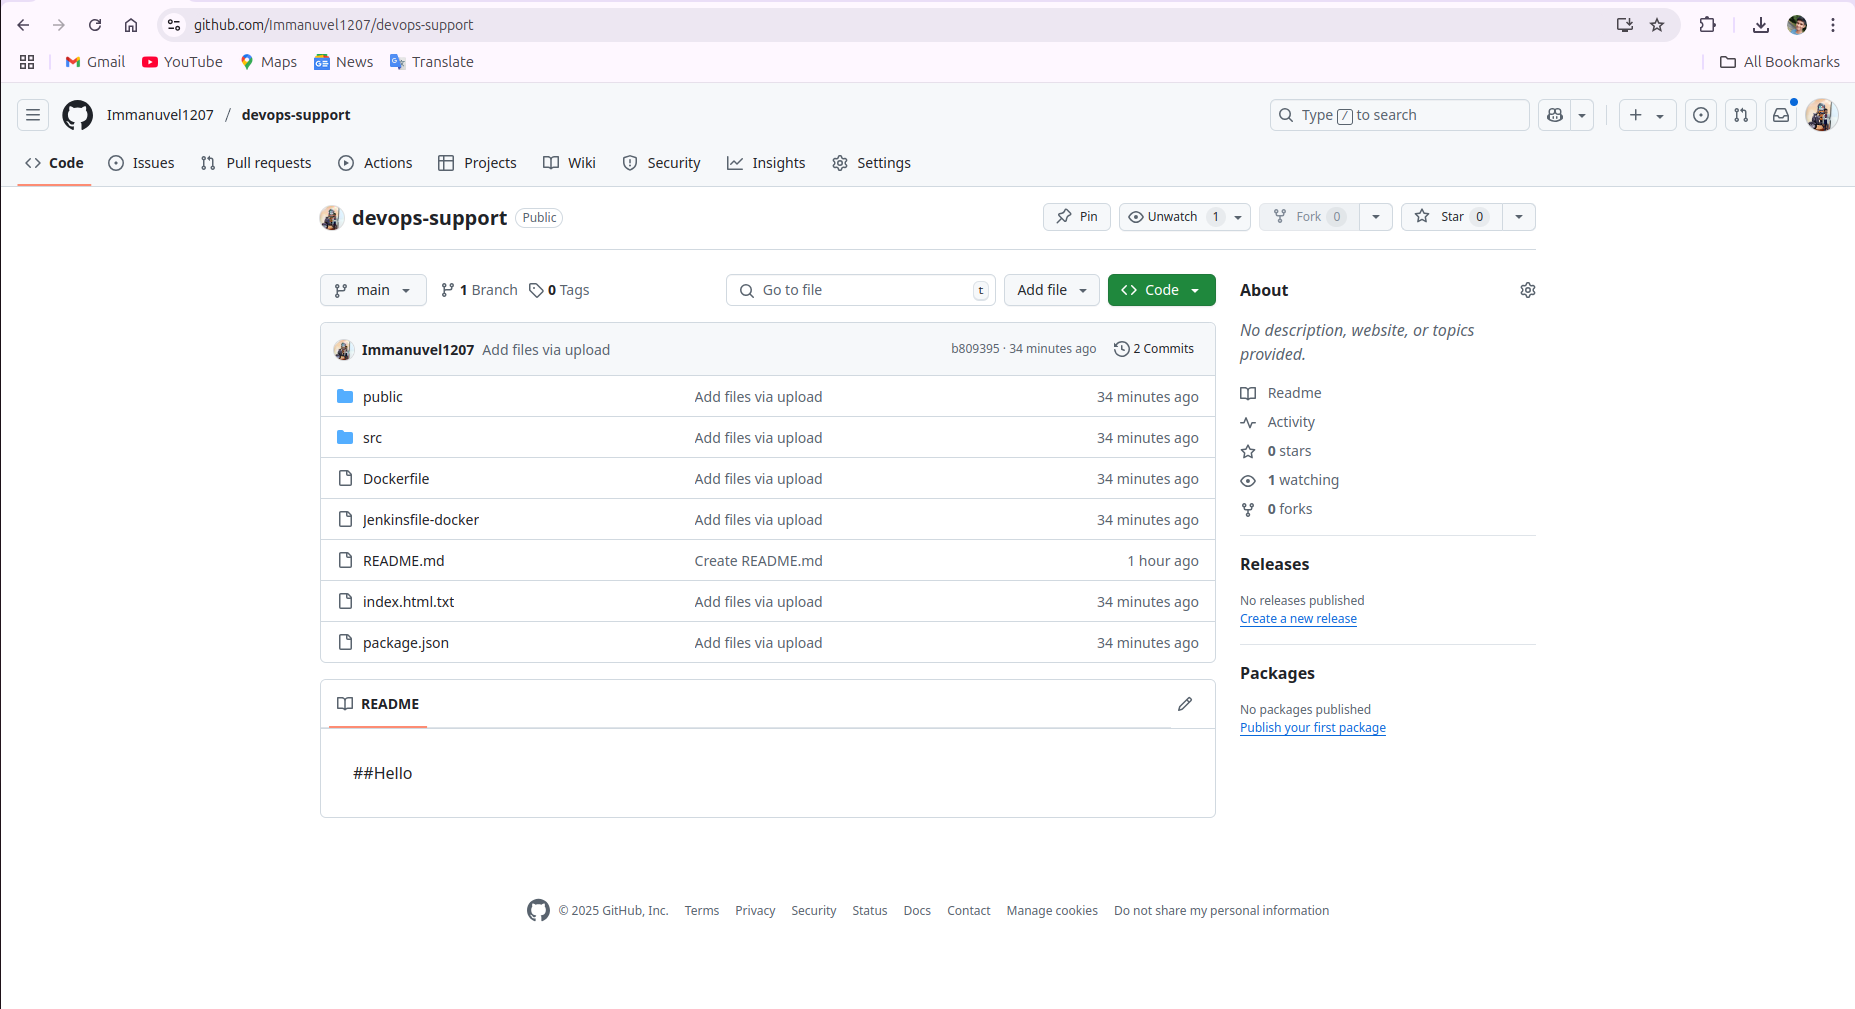 github.com/Immanuvel1207/devops-support
Gmail YouTube Maps News Translate All Bookmarks
Immanuvel1207 / devops-support Type / to search
Code Issues Pull requests Actions Projects Wiki Security Insights Settings
devops-support Public Pin Unwatch 1 Fork 0 Star 0
main 1 Branch 0 Tags Go to file t Add file Code
Immanuvel1207 Add files via upload b809395 · 34 minutes ago 2 Commits
public Add files via upload 34 minutes ago
src Add files via upload 34 minutes ago
Dockerfile Add files via upload 34 minutes ago
Jenkinsfile-docker Add files via upload 34 minutes ago
README.md Create README.md 1 hour ago
index.html.txt Add files via upload 34 minutes ago
package.json Add files via upload 34 minutes ago
README
##Hello
About
No description, website, or topics
provided.
Readme
Activity
0 stars
1 watching
0 forks
Releases
No releases published
Create a new release
Packages
No packages published
Publish your first package
© 2025 GitHub, Inc. Terms Privacy Security Status Docs Contact Manage cookies Do not share my personal information